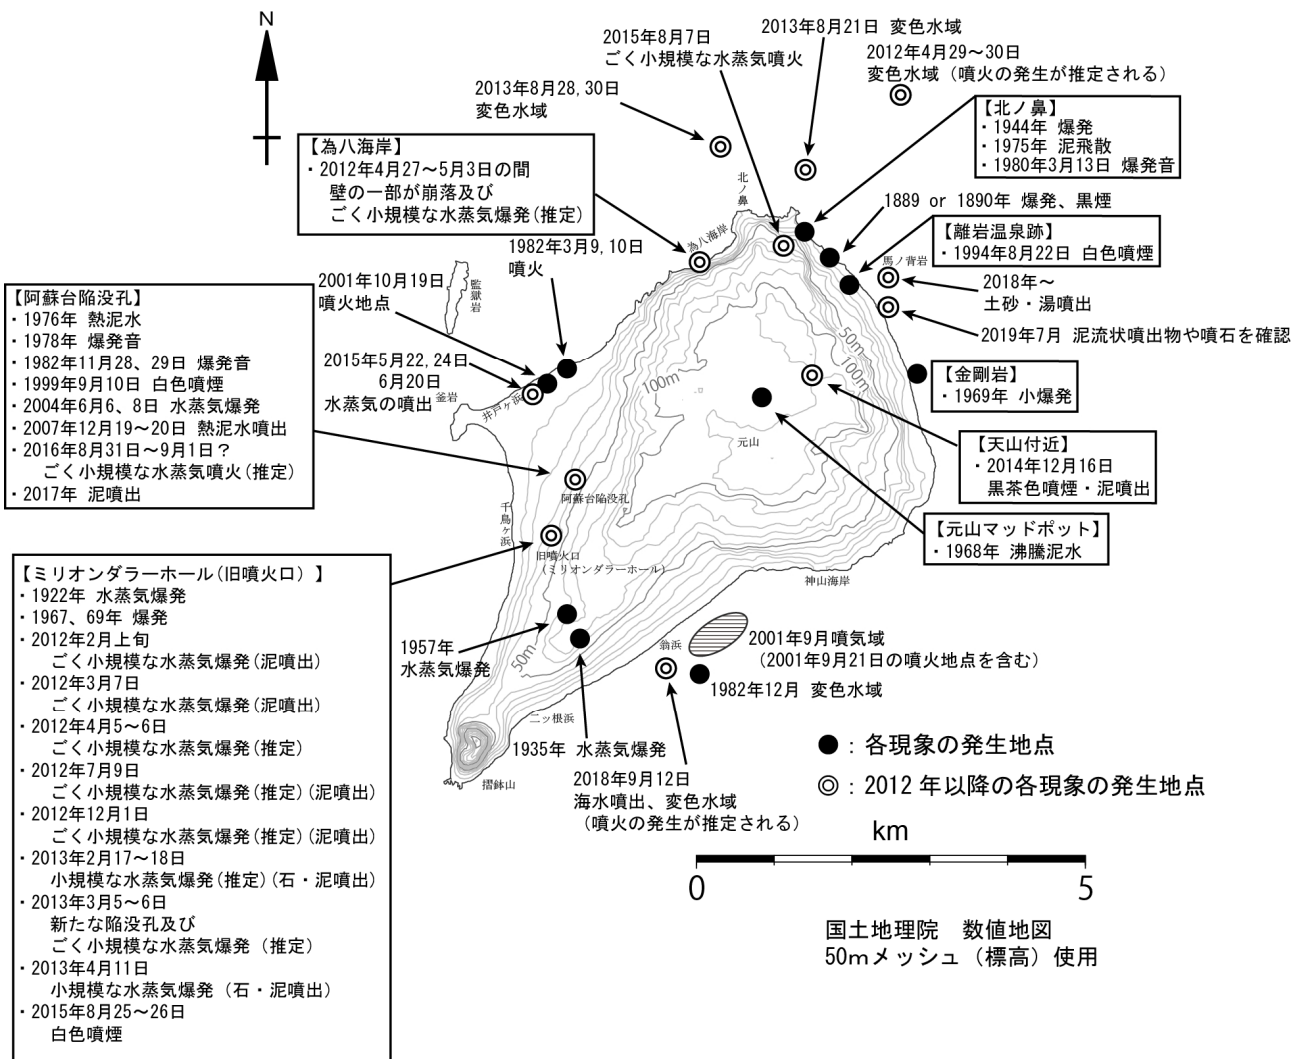 N
2015年8月7日
ごく小規模な水蒸気噴火
2013年8月21日 変色水域
2012年4月29～30日
変色水域（噴火の発生が推定される）
2013年8月28,30日
変色水域
【北ノ鼻】
・1944年 爆発
・1975年 泥飛散
・1980年3月13日 爆発音
【為八海岸】
・2012年4月27～5月3日の間
壁の一部が崩落及び
ごく小規模な水蒸気爆発(推定)
北ノ鼻
為八海岸
1889 or 1890年 爆発、黒煙
【離岩温泉跡】
・1994年8月22日 白色噴煙
馬ノ背岩
2018年～
土砂・湯噴出
2019年7月 泥流状噴出物や噴石を確認
1982年3月9,10日
噴火
2001年10月19日
噴火地点
監獄岩
2015年5月22,24日
6月20日
水蒸気の噴出
釜岩
井戸ヶ浜
【阿蘇台陥没孔】
・1976年 熱泥水
・1978年 爆発音
・1982年11月28、29日 爆発音
・1999年9月10日 白色噴煙
・2004年6月6、8日 水蒸気爆発
・2007年12月19～20日 熱泥水噴出
・2016年8月31日～9月1日？
ごく小規模な水蒸気噴火(推定)
・2017年 泥噴出
100m
50m
100m
【金剛岩】
・1969年 小爆発
元山
【天山付近】
・2014年12月16日
黒茶色噴煙・泥噴出
【元山マッドポット】
・1968年 沸騰泥水
阿蘇台陥没孔
千鳥ヶ浜
旧噴火口
（ミリオンダラーホール）
神山海岸
【ミリオンダラーホール(旧噴火口) 】
・1922年 水蒸気爆発
・1967、69年 爆発
・2012年2月上旬
ごく小規模な水蒸気爆発(泥噴出)
・2012年3月7日
ごく小規模な水蒸気爆発(泥噴出)
・2012年4月5～6日
ごく小規模な水蒸気爆発(推定)
・2012年7月9日
ごく小規模な水蒸気爆発(推定)(泥噴出)
・2012年12月1日
ごく小規模な水蒸気爆発(推定)(泥噴出)
・2013年2月17～18日
小規模な水蒸気爆発(推定)(石・泥噴出)
・2013年3月5～6日
新たな陥没孔及び
ごく小規模な水蒸気爆発（推定）
・2013年4月11日
小規模な水蒸気爆発（石・泥噴出）
・2015年8月25～26日
白色噴煙
1957年
水蒸気爆発
50m
翁浜
2001年9月噴気域
（2001年9月21日の噴火地点を含む）
1982年12月 変色水域
二ッ根浜
1935年 水蒸気爆発
摺鉢山
2018年9月12日
海水噴出、変色水域
（噴火の発生が推定される）
●：各現象の発生地点
◎：2012年以降の各現象の発生地点
km
0 5
国土地理院 数値地図
50mメッシュ（標高）使用